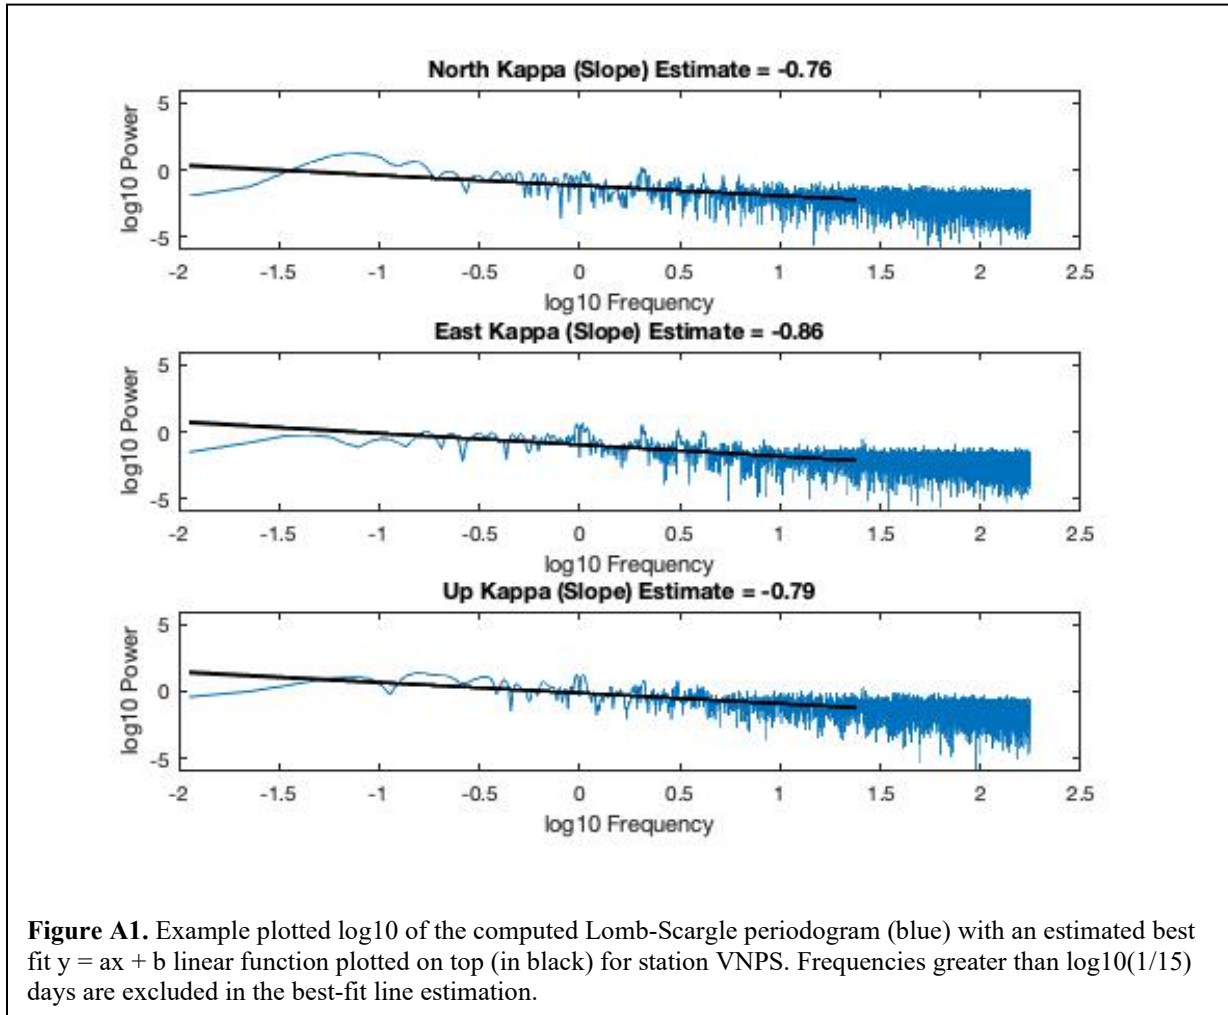 North Kappa (Slope) Estimate = -0.76
log10 Power
5
0
-5
-2 -1.5 -1 -0.5 0 0.5 1 1.5 2 2.5
log10 Frequency
East Kappa (Slope) Estimate = -0.86
log10 Power
5
0
-5
-2 -1.5 -1 -0.5 0 0.5 1 1.5 2 2.5
log10 Frequency
Up Kappa (Slope) Estimate = -0.79
log10 Power
5
0
-5
-2 -1.5 -1 -0.5 0 0.5 1 1.5 2 2.5
log10 Frequency
Figure A1. Example plotted log10 of the computed Lomb-Scargle periodogram (blue) with an estimated best
fit y = ax + b linear function plotted on top (in black) for station VNPS. Frequencies greater than log10(1/15)
days are excluded in the best-fit line estimation.